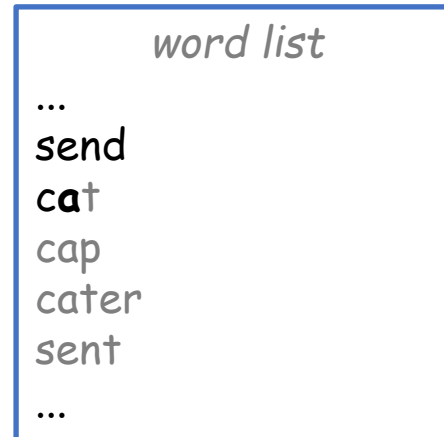 word list
...
send
cat
cap
cater
sent
...